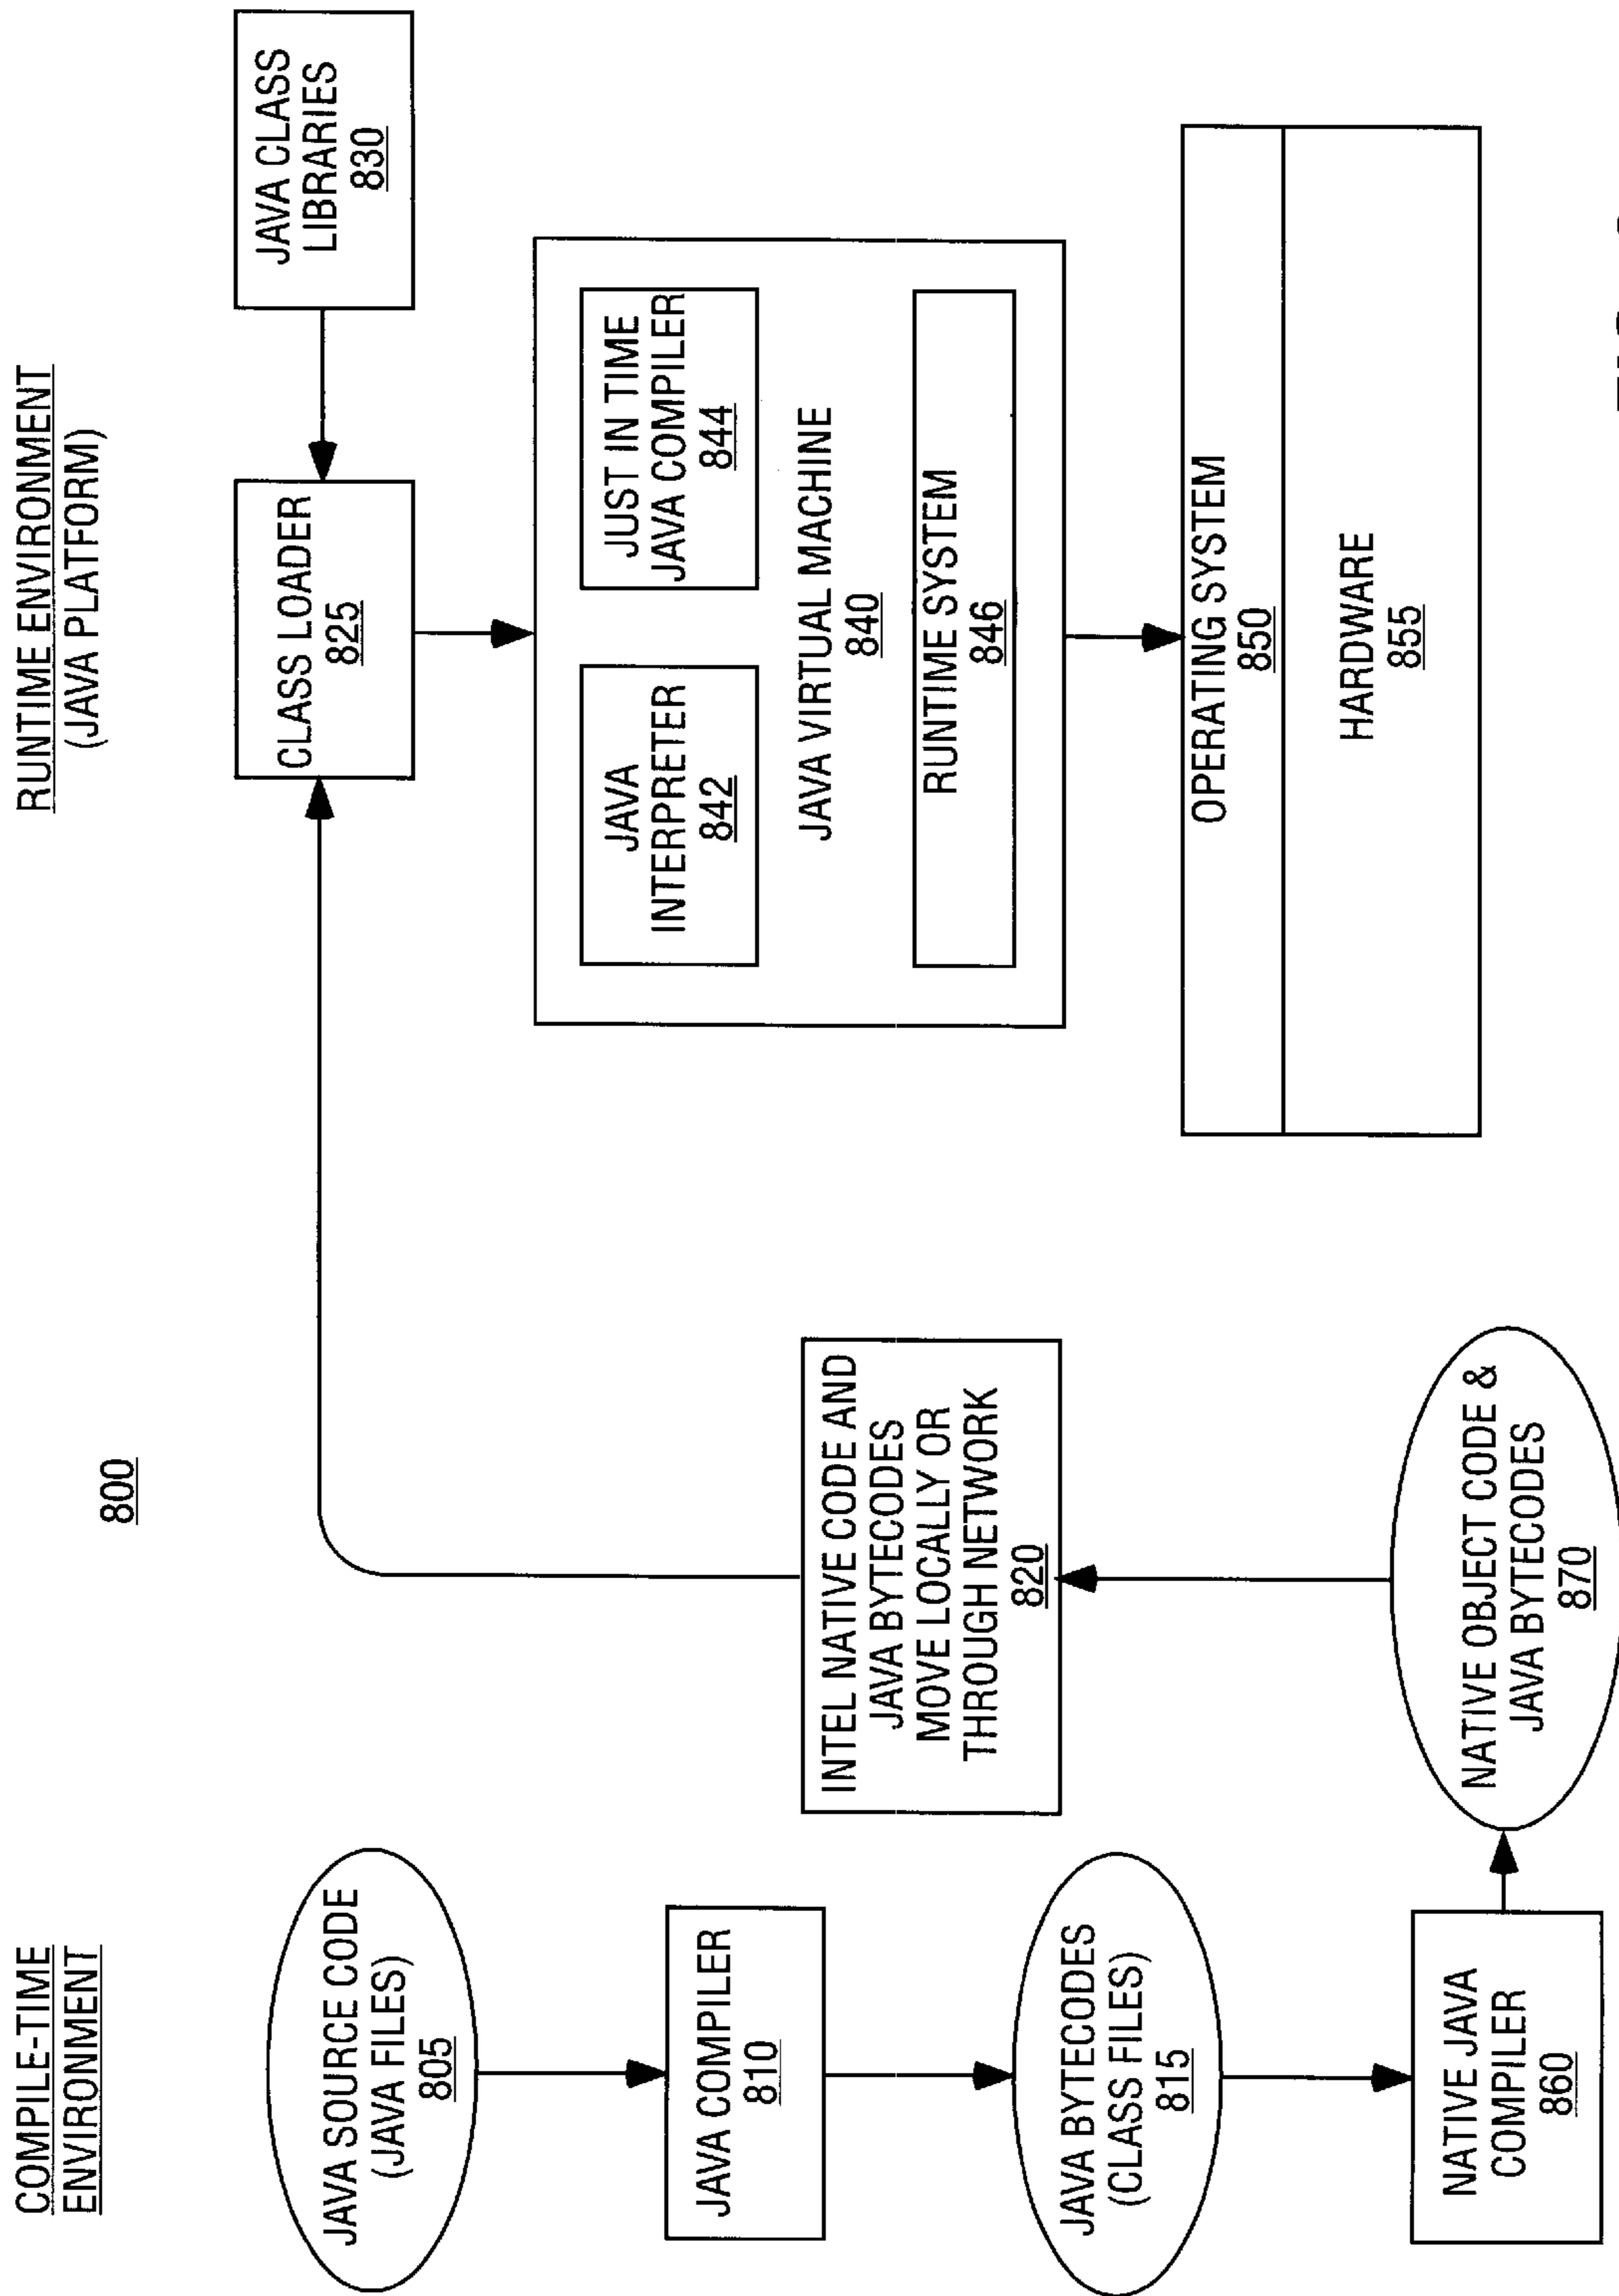 COMPILE-TIME
ENVIRONMENT
800
RUNTIME ENVIRONMENT
(JAVA PLATFORM)
JAVA SOURCE CODE
(JAVA FILES)
805
JAVA COMPILER
810
JAVA BYTECODES
(CLASS FILES)
815
NATIVE JAVA
COMPILER
860
NATIVE OBJECT CODE &
JAVA BYTECODES
870
INTEL NATIVE CODE AND
JAVA BYTECODES
MOVE LOCALLY OR
THROUGH NETWORK
820
CLASS LOADER
825
JAVA CLASS
LIBRARIES
830
JAVA
INTERPRETER
842
JUST IN TIME
JAVA COMPILER
844
JAVA VIRTUAL MACHINE
840
RUNTIME SYSTEM
846
OPERATING SYSTEM
850
HARDWARE
855